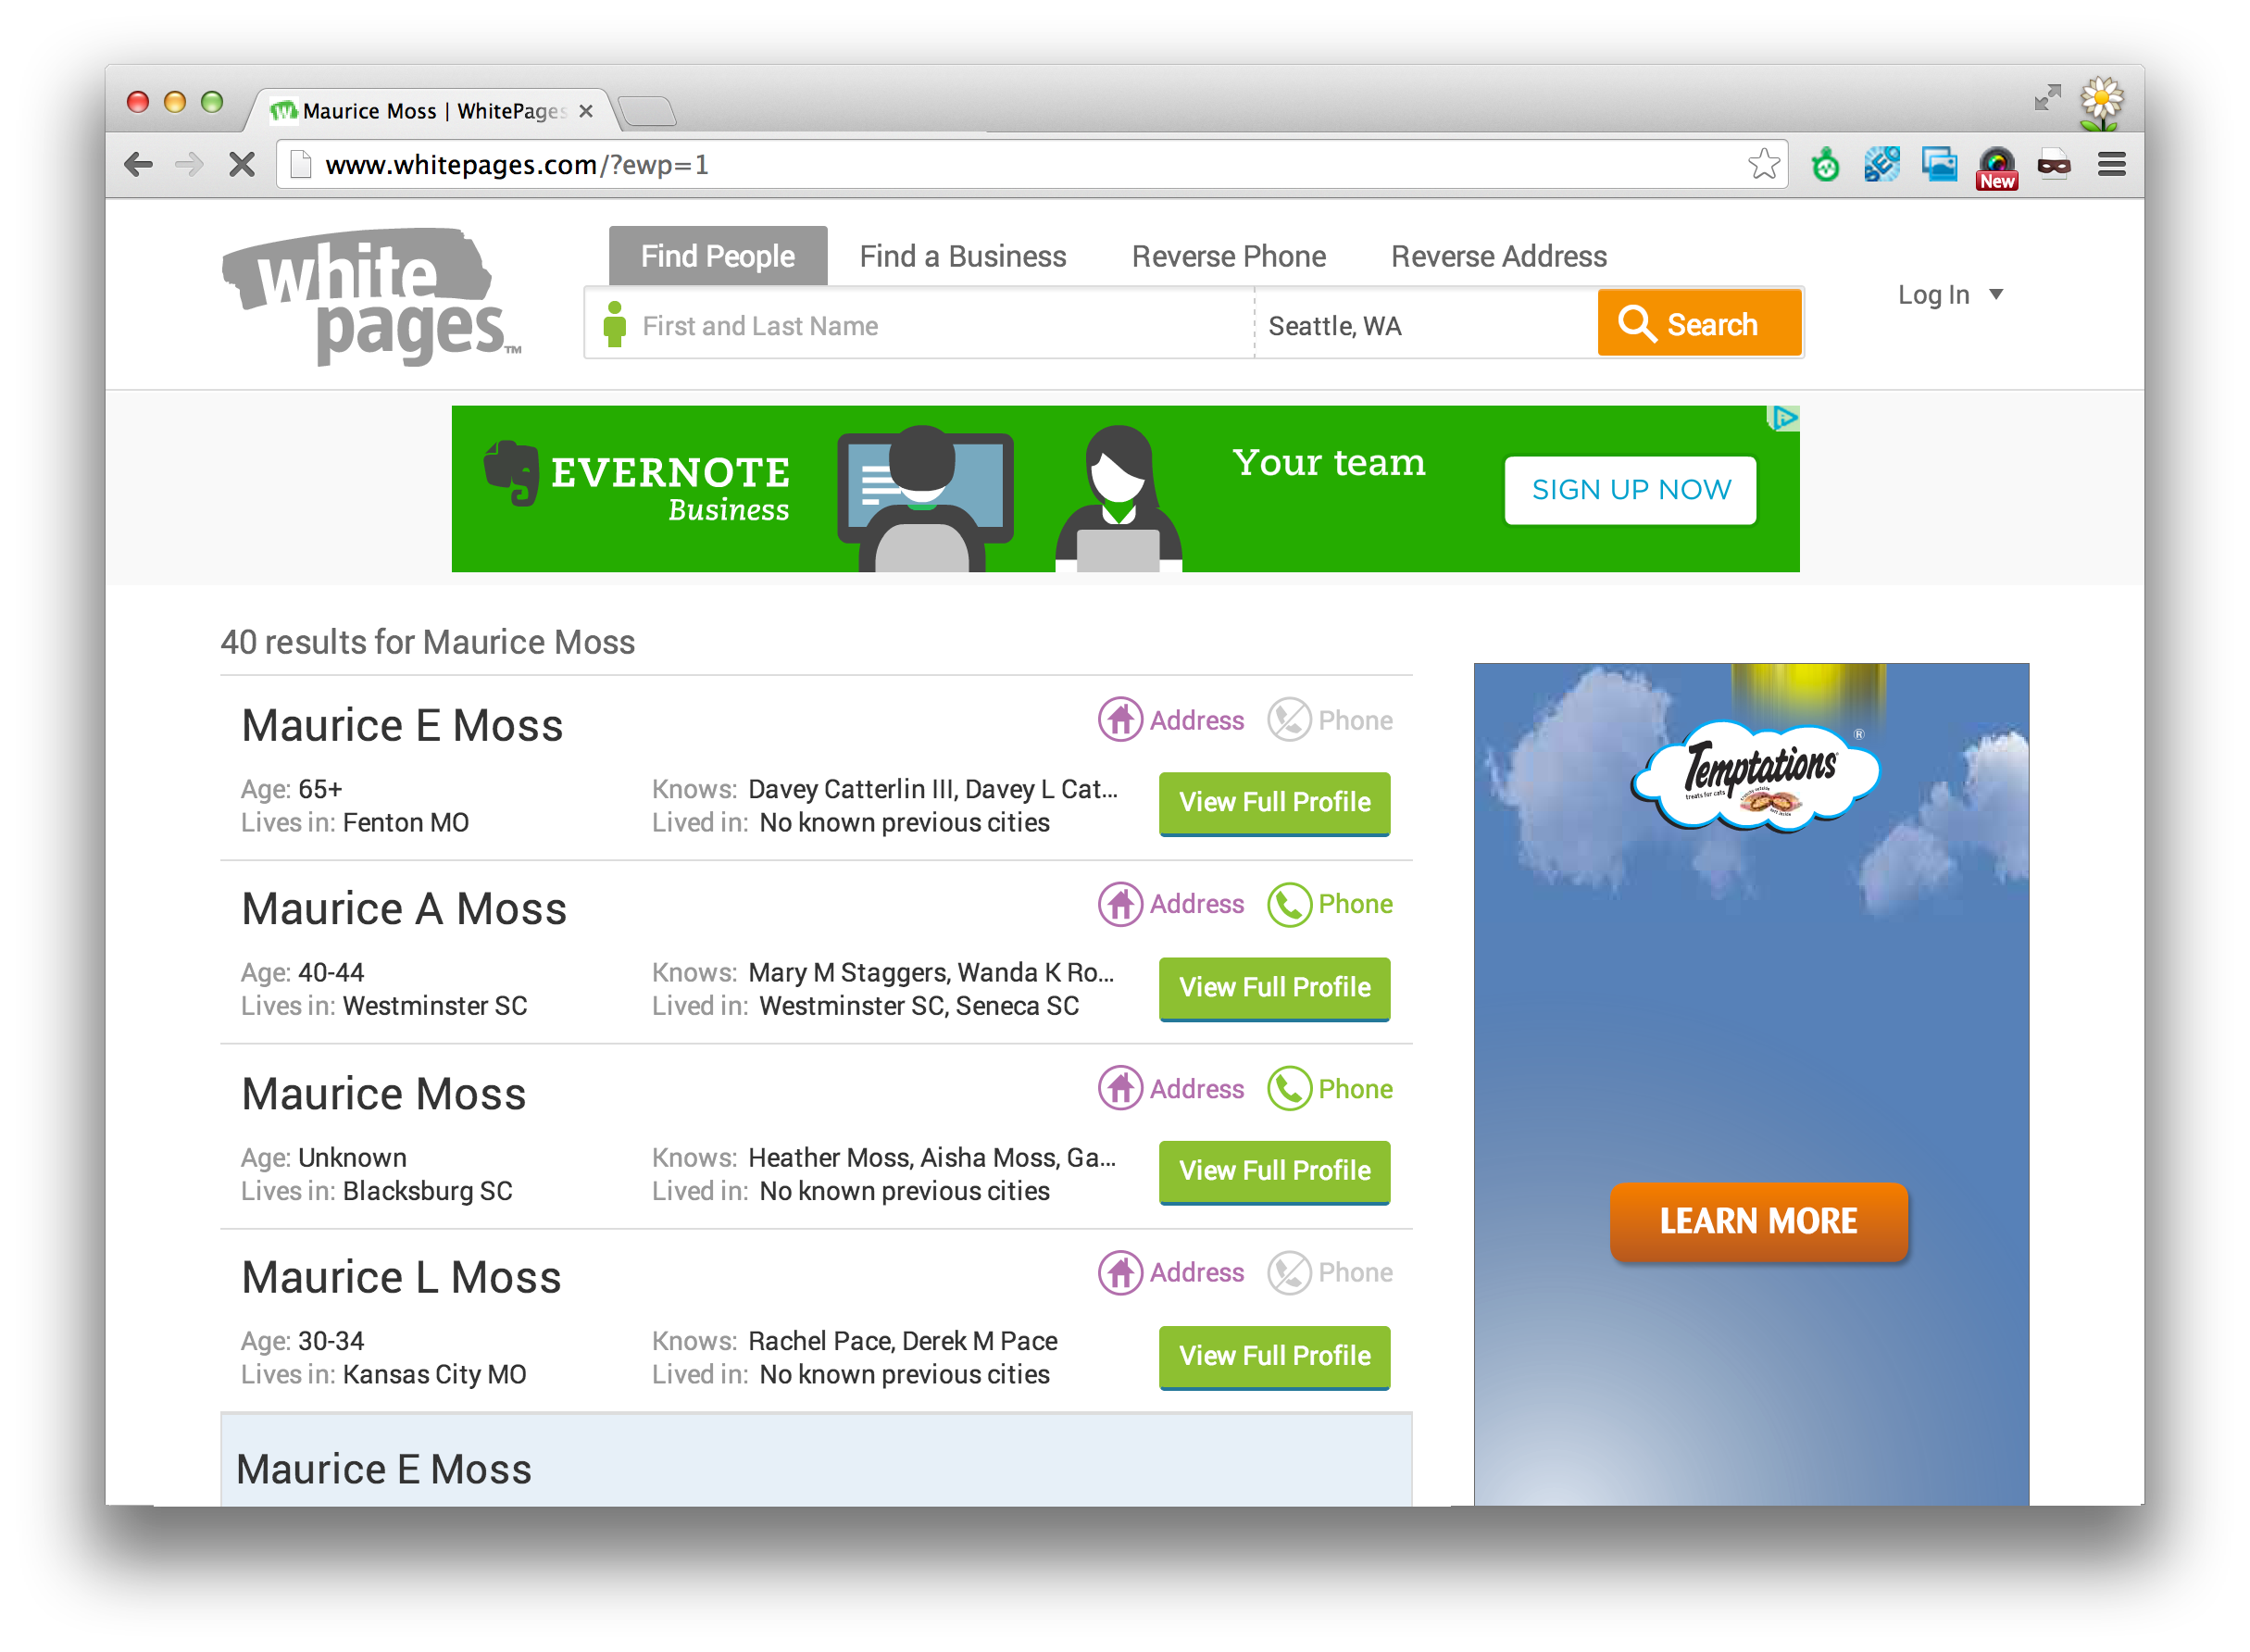 Maurice Moss | WhitePages
www.whitepages.com/?ewp=1
New
white
pages™
Find People
Find a Business
Reverse Phone
Reverse Address
First and Last Name
Seattle, WA
Search
Log In
EVERNOTE
Business
Your team
SIGN UP NOW
40 results for Maurice Moss
Maurice E Moss
Address
Phone
Age: 65+
Knows: Davey Catterlin III, Davey L Cat...
View Full Profile
Lives in: Fenton MO
Lived in: No known previous cities
Maurice A Moss
Address
Phone
Age: 40-44
Knows: Mary M Staggers, Wanda K Ro...
View Full Profile
Lives in: Westminster SC
Lived in: Westminster SC, Seneca SC
Maurice Moss
Address
Phone
Age: Unknown
Knows: Heather Moss, Aisha Moss, Ga...
View Full Profile
Lives in: Blacksburg SC
Lived in: No known previous cities
Maurice L Moss
Address
Phone
Age: 30-34
Knows: Rachel Pace, Derek M Pace
View Full Profile
Lives in: Kansas City MO
Lived in: No known previous cities
Maurice E Moss
Temptations®
treats for cats
LEARN MORE